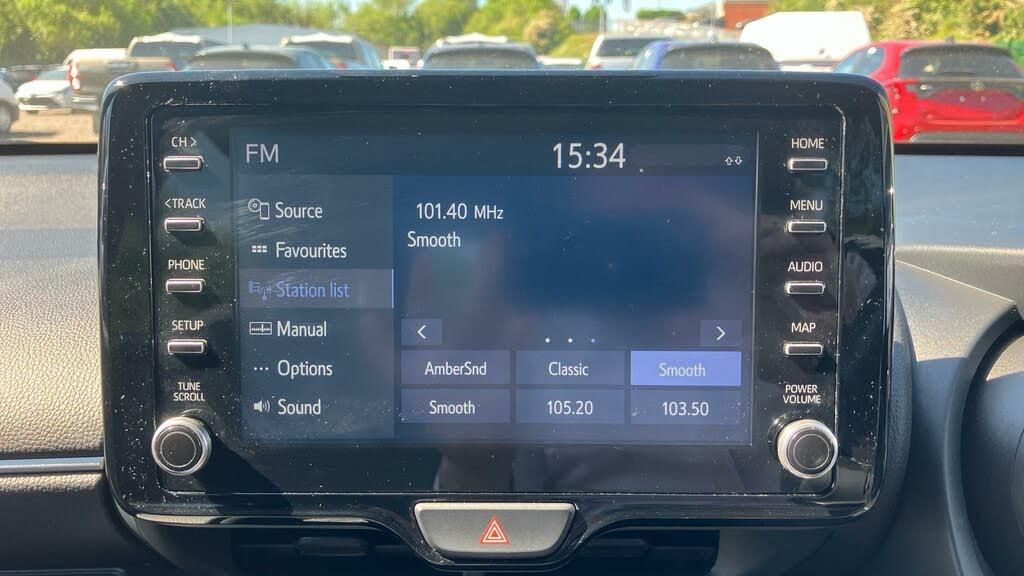 CH >
< TRACK
PHONE
SETUP
TUNE
SCROLL
FM
15:34
Source
Favourites
Station list
Manual
Options
Sound
101.40 MHz
Smooth
<
>
AmberSnd
Classic
Smooth
Smooth
105.20
103.50
HOME
MENU
AUDIO
MAP
POWER
VOLUME